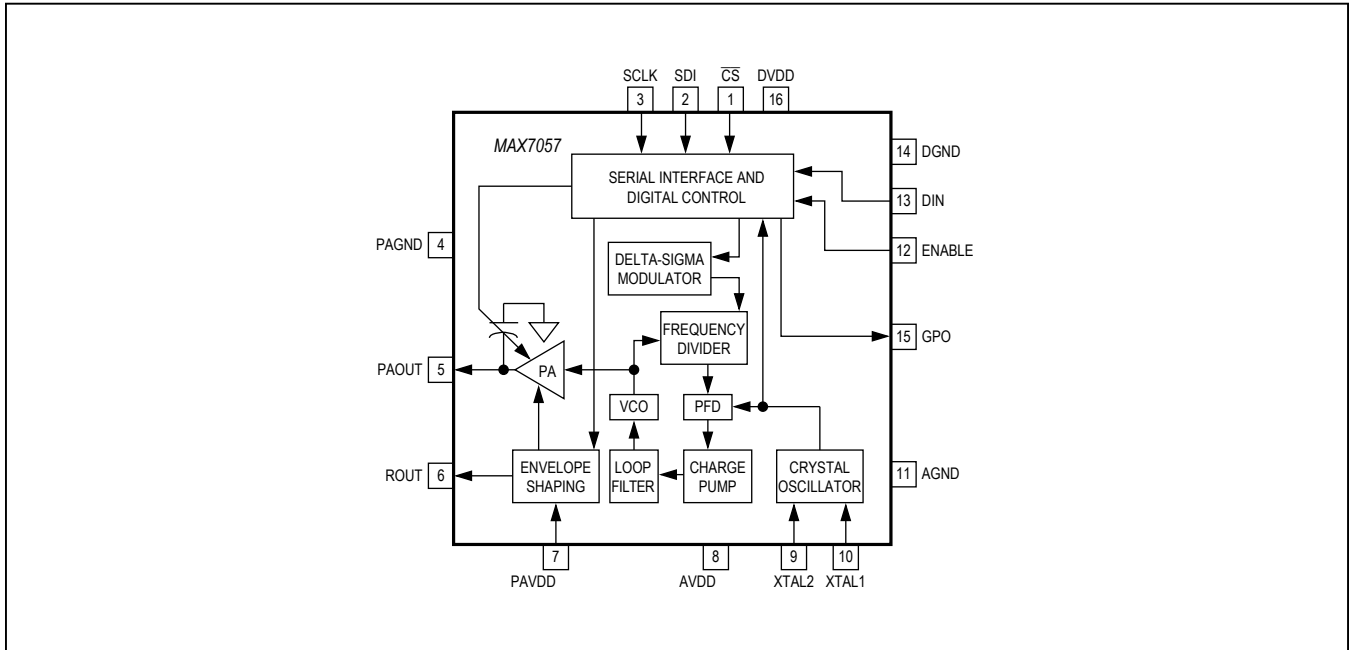 SCLK SDI CS DVDD
3 2 1 16
MAX7057
14 DGND
SERIAL INTERFACE AND
DIGITAL CONTROL
13 DIN
PAGND 4
12 ENABLE
DELTA-SIGMA
MODULATOR
FREQUENCY
DIVIDER
15 GPO
PAOUT 5
PA
VCO
PFD
ROUT 6
ENVELOPE
SHAPING
LOOP
FILTER
CHARGE
PUMP
CRYSTAL
OSCILLATOR
11 AGND
7 8 9 10
PAVDD AVDD XTAL2 XTAL1